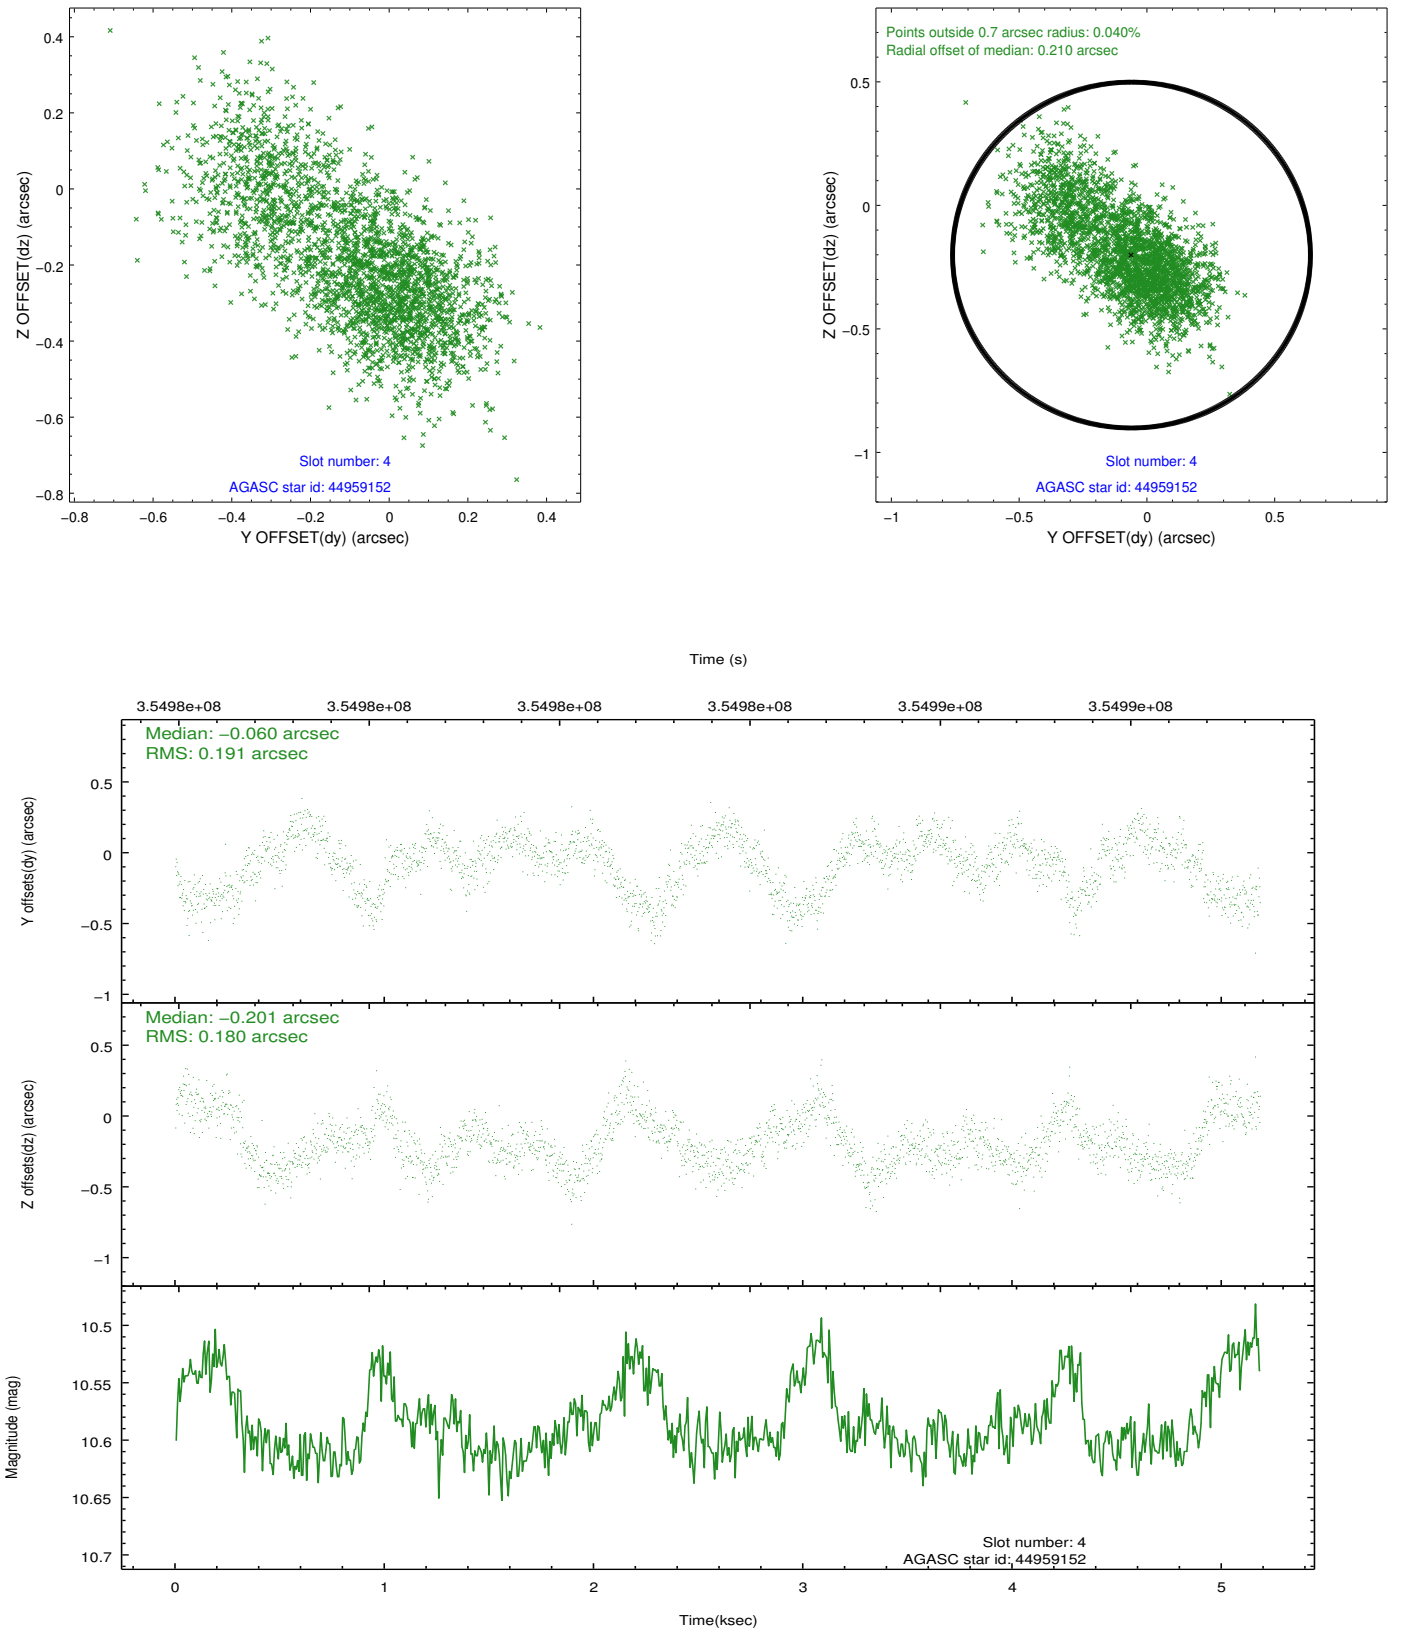 0.4
0.2
0
−0.2
−0.4
−0.6
−0.8
Z OFFSET(dz) (arcsec)
Slot number: 4
AGASC star id: 44959152
−0.8 −0.6 −0.4 −0.2 0 0.2 0.4
Y OFFSET(dy) (arcsec)
Points outside 0.7 arcsec radius: 0.040%
Radial offset of median: 0.210 arcsec
0.5
0
−0.5
−1
Z OFFSET(dz) (arcsec)
Slot number: 4
AGASC star id: 44959152
−1 −0.5 0 0.5
Y OFFSET(dy) (arcsec)
Time (s)
3.5498e+08 3.5498e+08 3.5498e+08 3.5498e+08 3.5499e+08 3.5499e+08
Median: −0.060 arcsec
RMS: 0.191 arcsec
0.5
0
−0.5
−1
Y offsets(dy) (arcsec)
Median: −0.201 arcsec
RMS: 0.180 arcsec
0.5
0
−0.5
−1
Z offsets(dz) (arcsec)
10.5
10.55
10.6
10.65
10.7
Magnitude (mag)
Slot number: 4
AGASC star id: 44959152
0 1 2 3 4 5
Time(ksec)